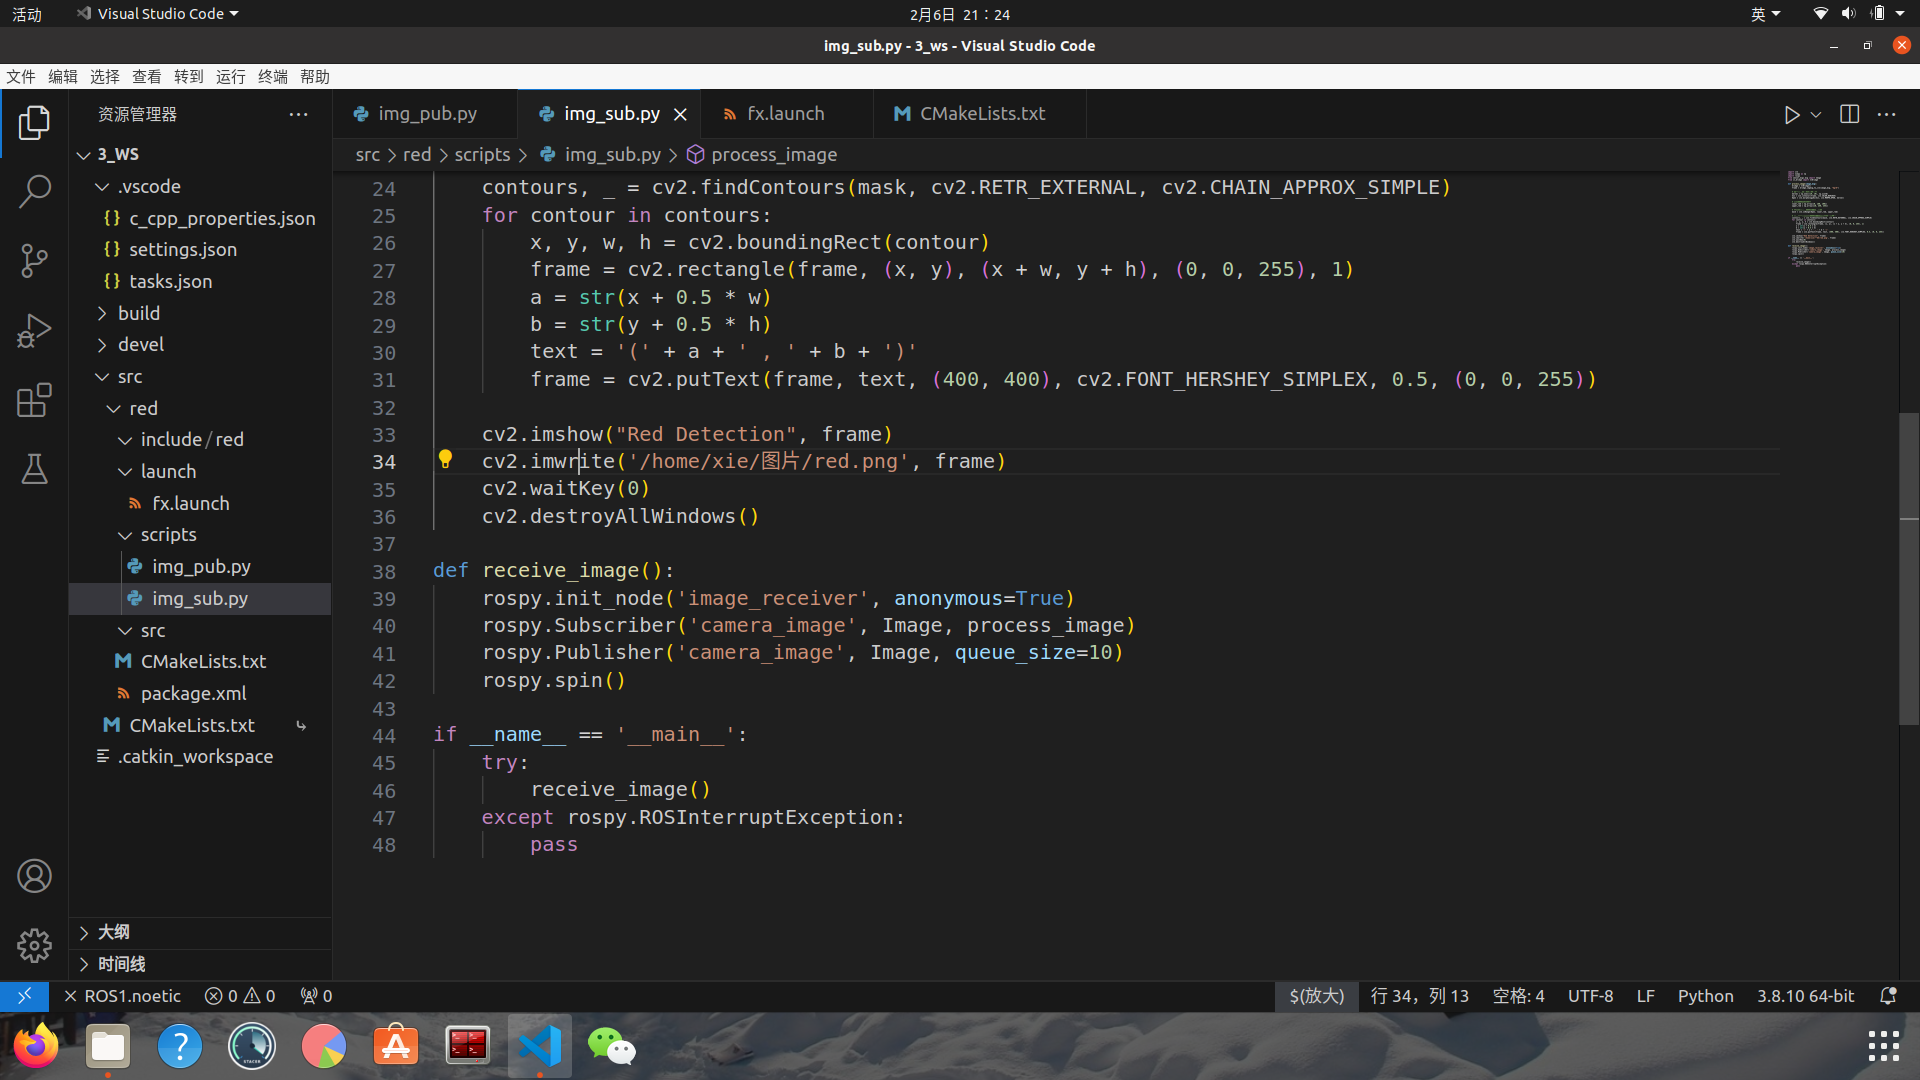 活动
Visual Studio Code
2月6日 21：24
英
img_sub.py - 3_ws - Visual Studio Code
文件 编辑 选择 查看 转到 运行 终端 帮助
资源管理器
3_WS
.vscode
c_cpp_properties.json
settings.json
tasks.json
build
devel
src
red
include/red
launch
fx.launch
scripts
img_pub.py
img_sub.py
src
CMakeLists.txt
package.xml
CMakeLists.txt
.catkin_workspace
大纲
时间线
img_pub.py
img_sub.py
fx.launch
CMakeLists.txt
src > red > scripts > img_sub.py > process_image
24 contours, _ = cv2.findContours(mask, cv2.RETR_EXTERNAL, cv2.CHAIN_APPROX_SIMPLE)
25 for contour in contours:
26 x, y, w, h = cv2.boundingRect(contour)
27 frame = cv2.rectangle(frame, (x, y), (x + w, y + h), (0, 0, 255), 1)
28 a = str(x + 0.5 * w)
29 b = str(y + 0.5 * h)
30 text = '(' + a + ' , ' + b + ')'
31 frame = cv2.putText(frame, text, (400, 400), cv2.FONT_HERSHEY_SIMPLEX, 0.5, (0, 0, 255))
32
33 cv2.imshow("Red Detection", frame)
34 cv2.imwrite('/home/xie/图片/red.png', frame)
35 cv2.waitKey(0)
36 cv2.destroyAllWindows()
37
38 def receive_image():
39 rospy.init_node('image_receiver', anonymous=True)
40 rospy.Subscriber('camera_image', Image, process_image)
41 rospy.Publisher('camera_image', Image, queue_size=10)
42 rospy.spin()
43
44 if __name__ == '__main__':
45 try:
46 receive_image()
47 except rospy.ROSInterruptException:
48 pass
ROS1.noetic
0 0
0
$(放大)
行 34，列 13
空格: 4
UTF-8
LF
Python
3.8.10 64-bit